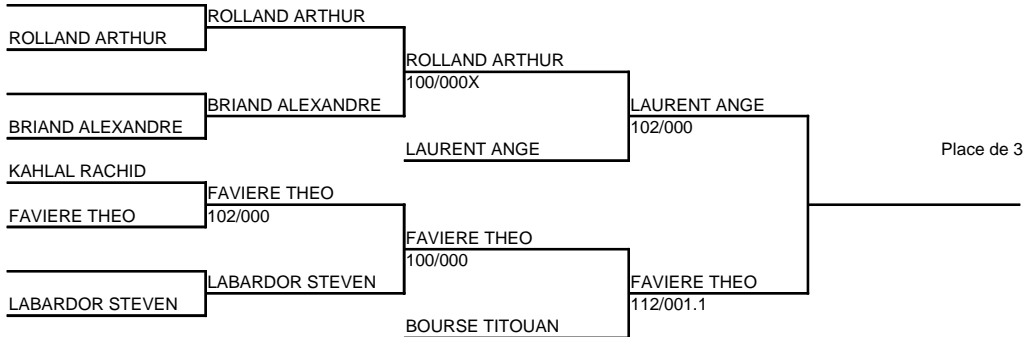 ROLLAND ARTHUR
ROLLAND ARTHUR
ROLLAND ARTHUR
100/000X
BRIAND ALEXANDRE
LAURENT ANGE
102/000
BRIAND ALEXANDRE
LAURENT ANGE
Place de 3
KAHLAL RACHID
FAVIERE THEO
FAVIERE THEO
102/000
FAVIERE THEO
100/000
LABARDOR STEVEN
FAVIERE THEO
112/001.1
LABARDOR STEVEN
BOURSE TITOUAN